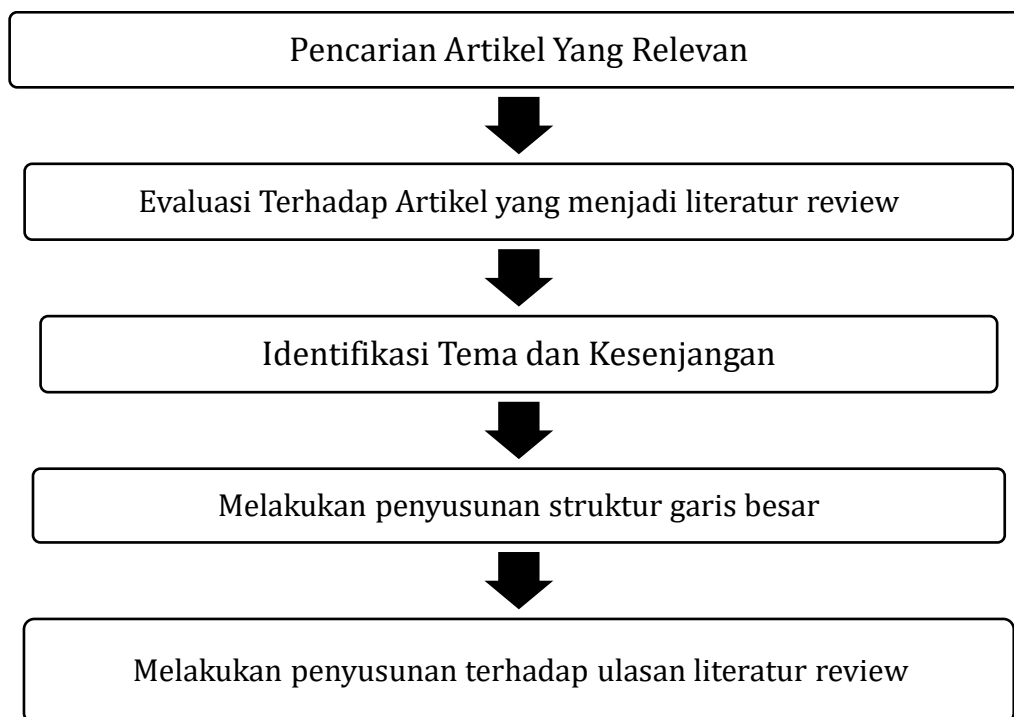 Pencarian Artikel Yang Relevan
Evaluasi Terhadap Artikel yang menjadi literatur review
Identifikasi Tema dan Kesenjangan
Melakukan penyusunan struktur garis besar
Melakukan penyusunan terhadap ulasan literatur review